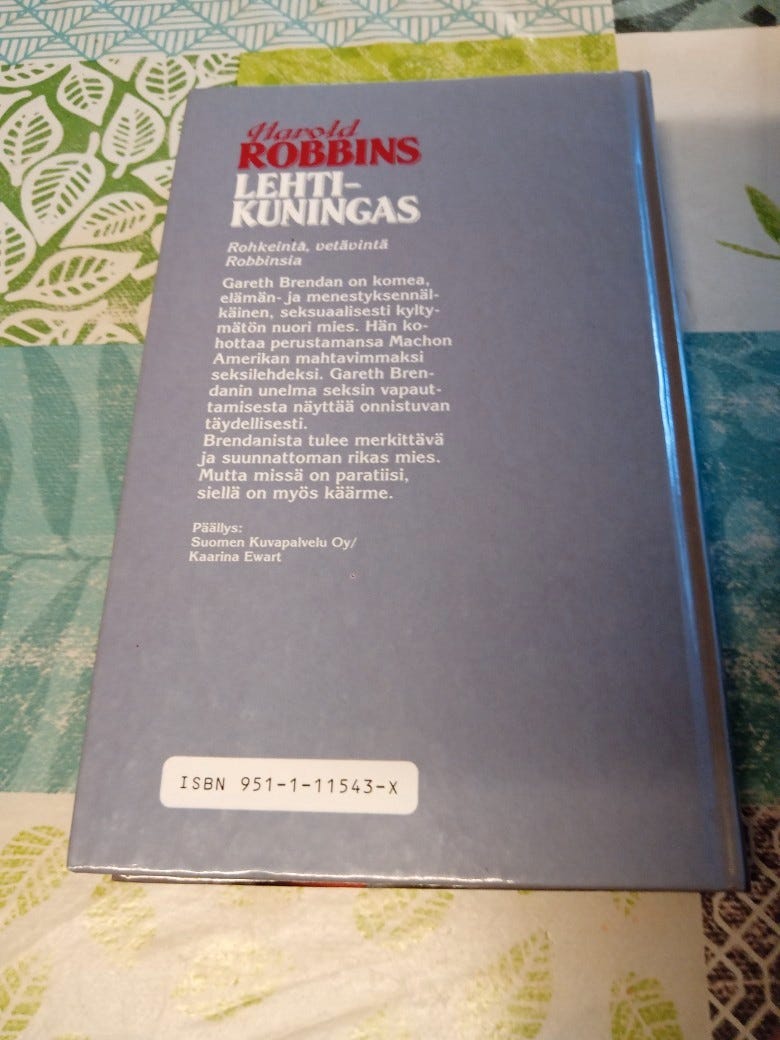 Harold
ROBBINS
LEHTI-
KUNINGAS
Rohkeinta, vetävintä
Robbinsia
Gareth Brendan on komea,
elämän- ja menestyksennäl-
käinen, seksuaalisesti kylty-
mätön nuori mies. Hän ko-
hottaa perustamansa Machon
Amerikan mahtavimmaksi
seksilehdeksi. Gareth Bren-
danin unelma seksin vapaut-
tamisesta näyttää onnistuvan
täydellisesti.
Brendanista tulee merkittävä
ja suunnattoman rikas mies.
Mutta missä on paratiisi,
siellä on myös käärme.
Päällys:
Suomen Kuvapalvelu Oy/
Kaarina Ewart
ISBN 951-1-11543-X